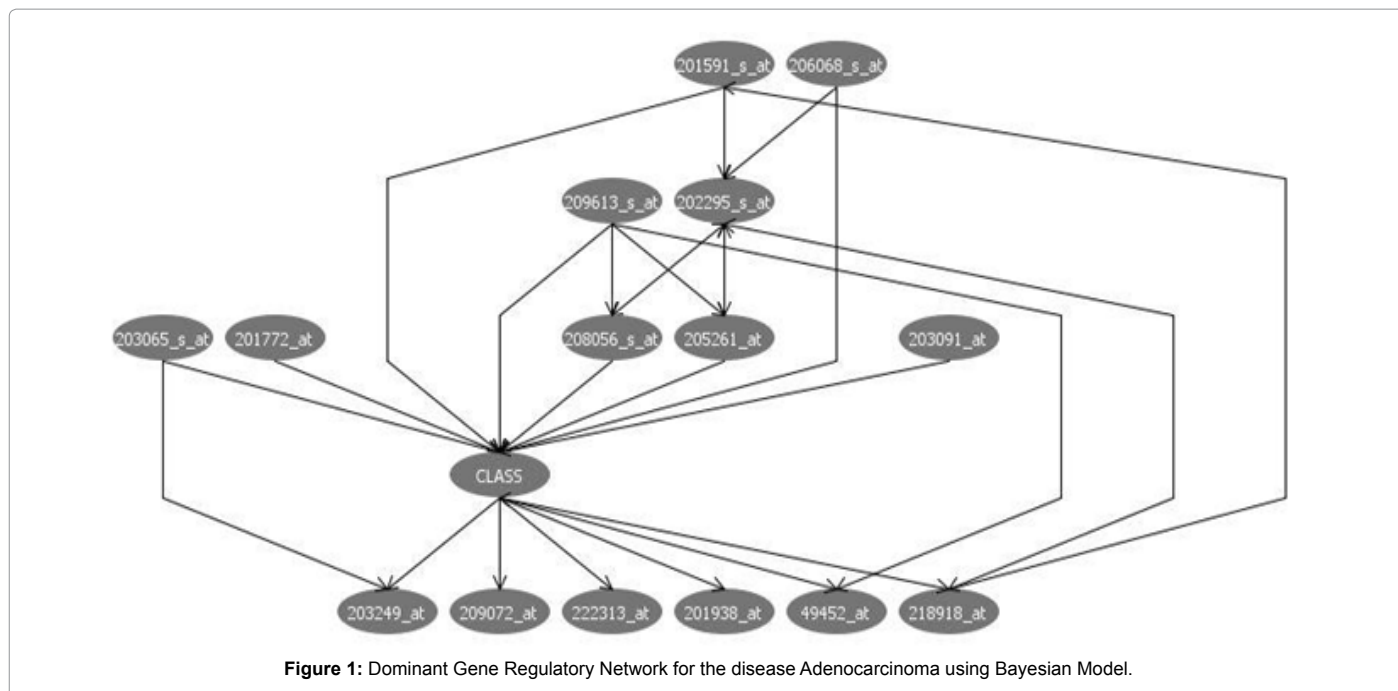 201591_s_at 206068_s_at
209613_s_at 202295_s_at
203065_s_at 201772_at 208056_s_at 205261_at 203091_at
CLASS
203249_at 209072_at 222313_at 201938_at 49452_at 218918_at
Figure 1: Dominant Gene Regulatory Network for the disease Adenocarcinoma using Bayesian Model.